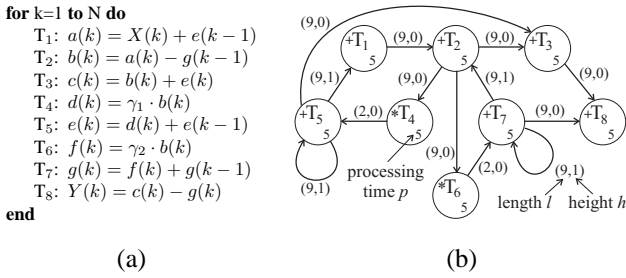 for k=1 to N do
T₁: a(k) = X(k) + e(k − 1)
T₂: b(k) = a(k) − g(k − 1)
T₃: c(k) = b(k) + e(k)
T₄: d(k) = γ₁ · b(k)
T₅: e(k) = d(k) + e(k − 1)
T₆: f(k) = γ₂ · b(k)
T₇: g(k) = f(k) + g(k − 1)
T₈: Y(k) = c(k) − g(k)
end
(a)
(9,0)
+T₁ 5
(9,0)
+T₂ 5
(9,0)
+T₃ 5
(9,1)
(9,0)
(9,1)
(9,0)
+T₅ 5
(2,0)
*T₄ 5
+T₇ 5
(9,0)
+T₈ 5
(9,1)
processing
time p
(9,0)
*T₆ 5
(2,0)
(9,1)
length l
height h
(b)